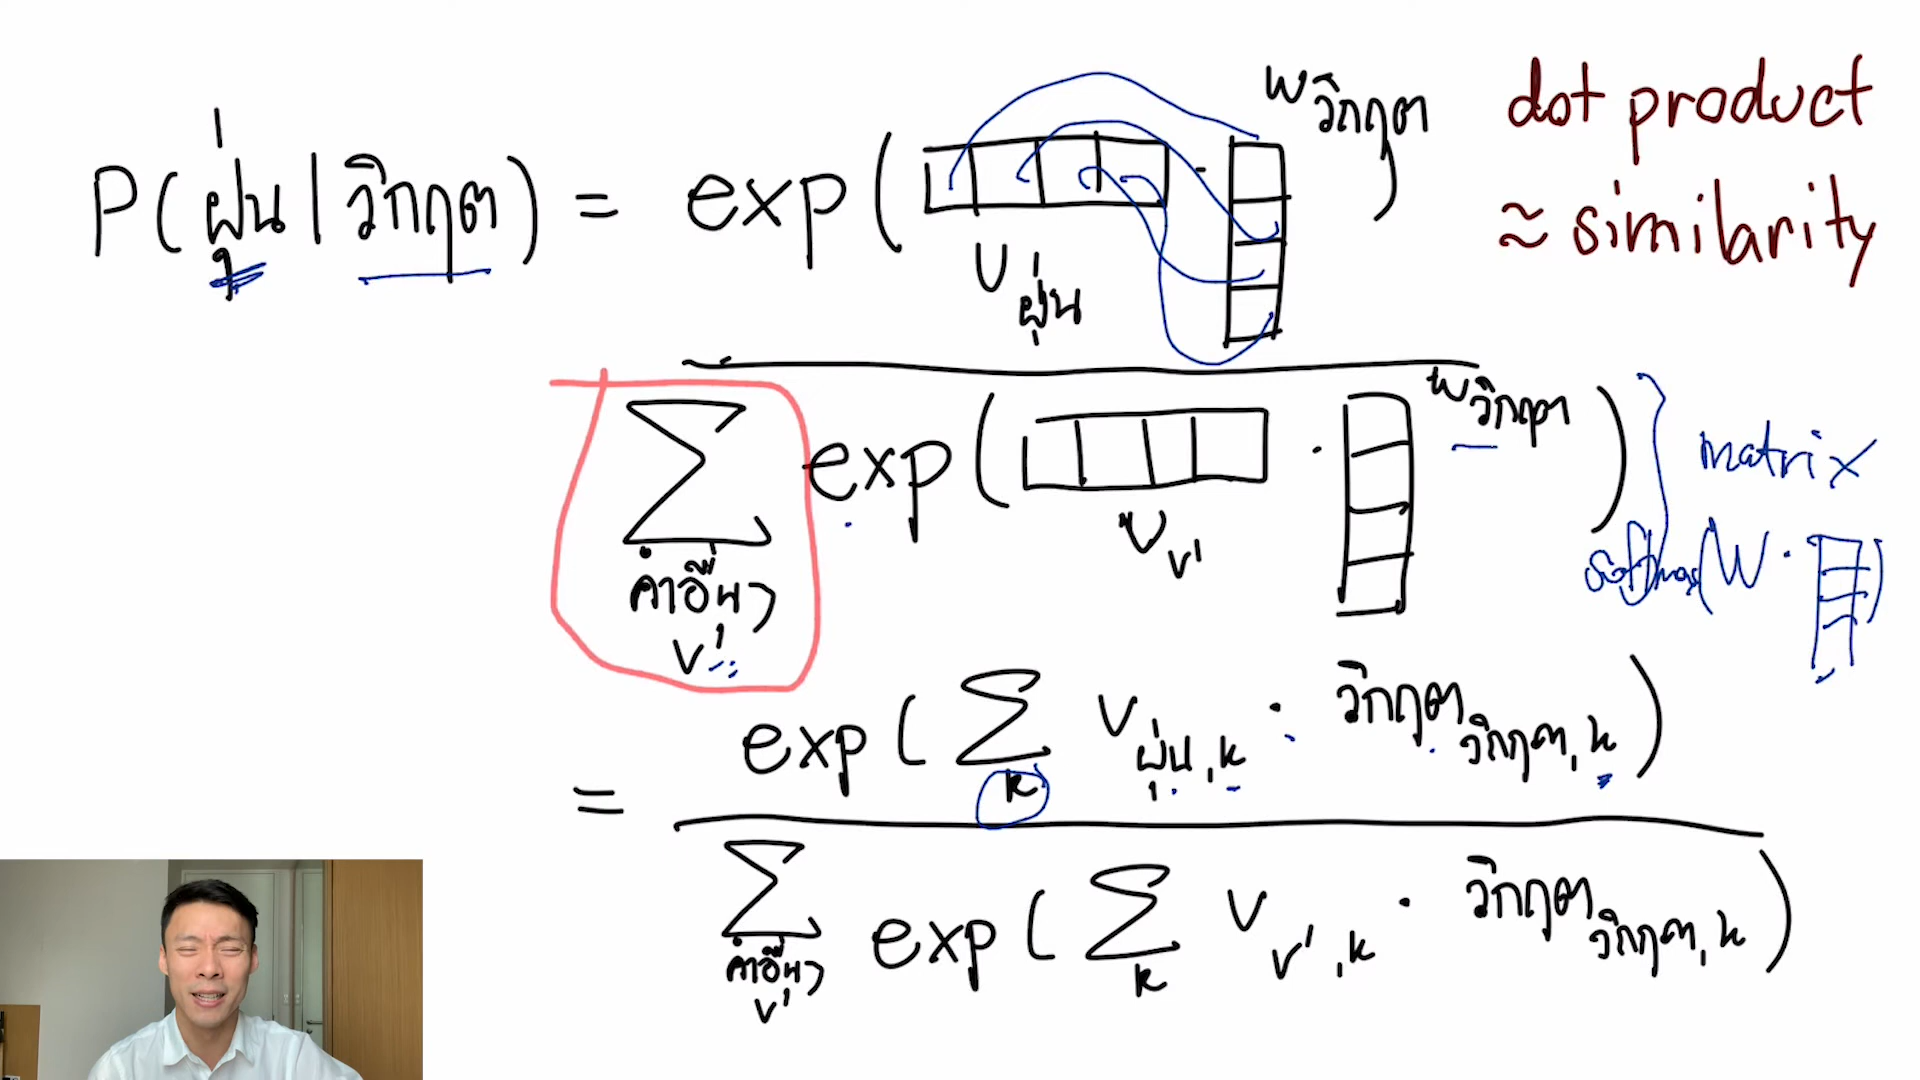 P(ฝุ่น | วิกฤต) = exp( · )
w วิกฤต
v ฝุ่น
dot product
≈ similarity
∑ exp( · )
คำอื่นๆ
v'
v v'
w วิกฤต
matrix
softmax(W · )
= exp( ∑ k v ฝุ่น, k · วิกฤต วิกฤต, k )
∑ คำอื่นๆ v' exp( ∑ k v v', k · วิกฤต วิกฤต, k )